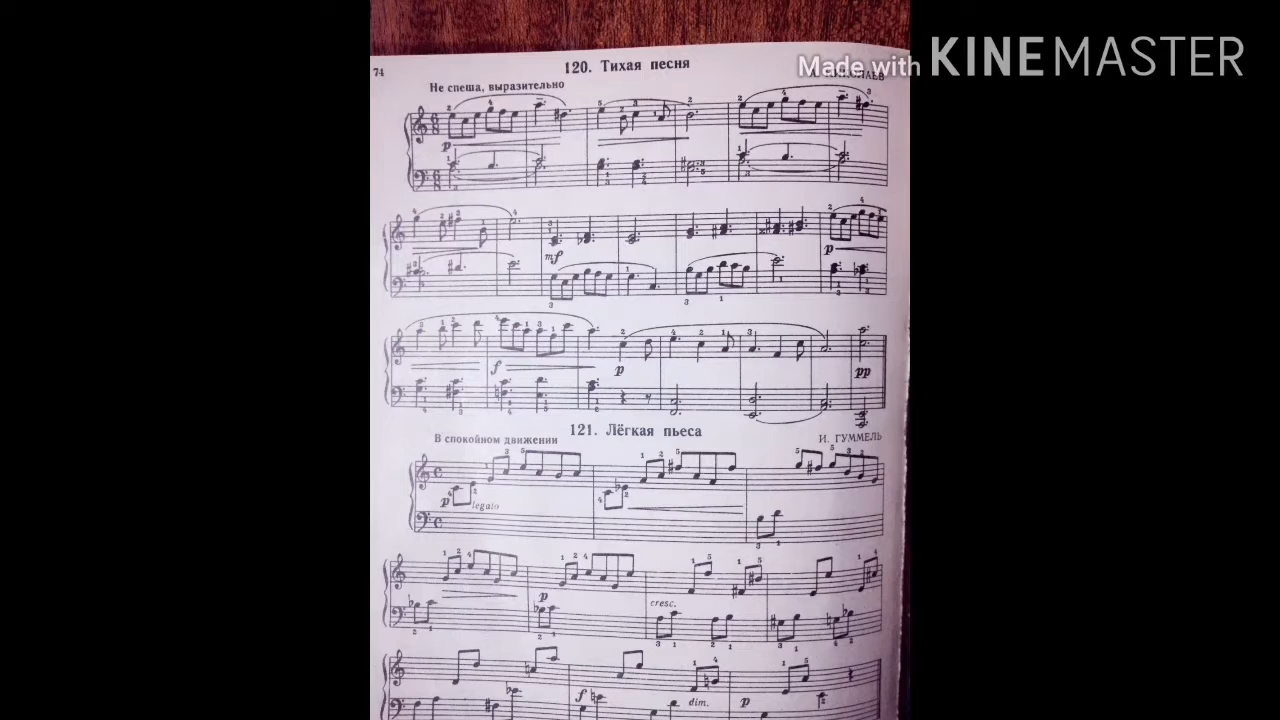 Made with KINEMASTER
74
120. Тихая песня
Не спеша, выразительно
p
mf
p
f
p
pp
121. Лёгкая пьеса
В спокойном движении
И. ГУММЕЛЬ
p
legato
p
cresc.
f
dim.
p